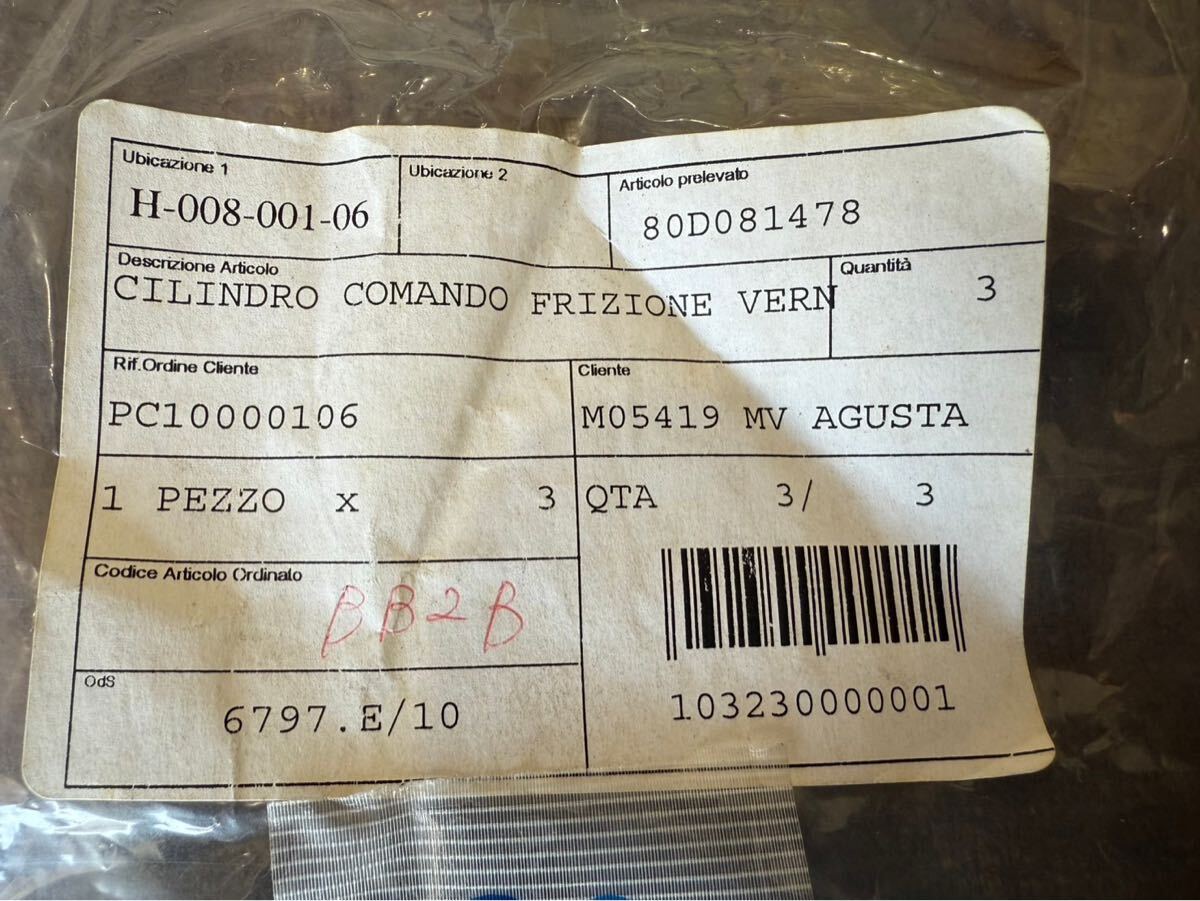 Ubicazione 1
H-008-001-06
Ubicazione 2
Articolo prelevato
80D081478
Descrizione Articolo
CILINDRO COMANDO FRIZIONE VERN
Quantità
3
Rif.Ordine Cliente
PC10000106
Cliente
M05419 MV AGUSTA
1 PEZZO x 3
QTA 3/ 3
Codice Articolo Ordinato
BB2B
OdS
6797.E/10
103230000001